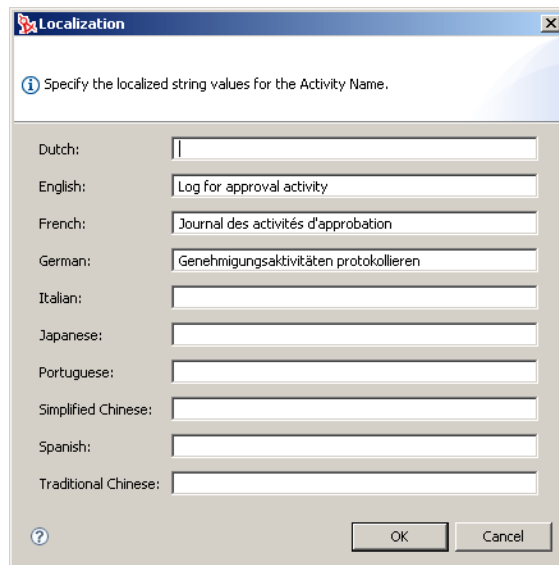 Localization
Specify the localized string values for the Activity Name.
Dutch:
English: Log for approval activity
French: Journal des activités d'approbation
German: Genehmigungsaktivitäten protokollieren
Italian:
Japanese:
Portuguese:
Simplified Chinese:
Spanish:
Traditional Chinese:
OK Cancel